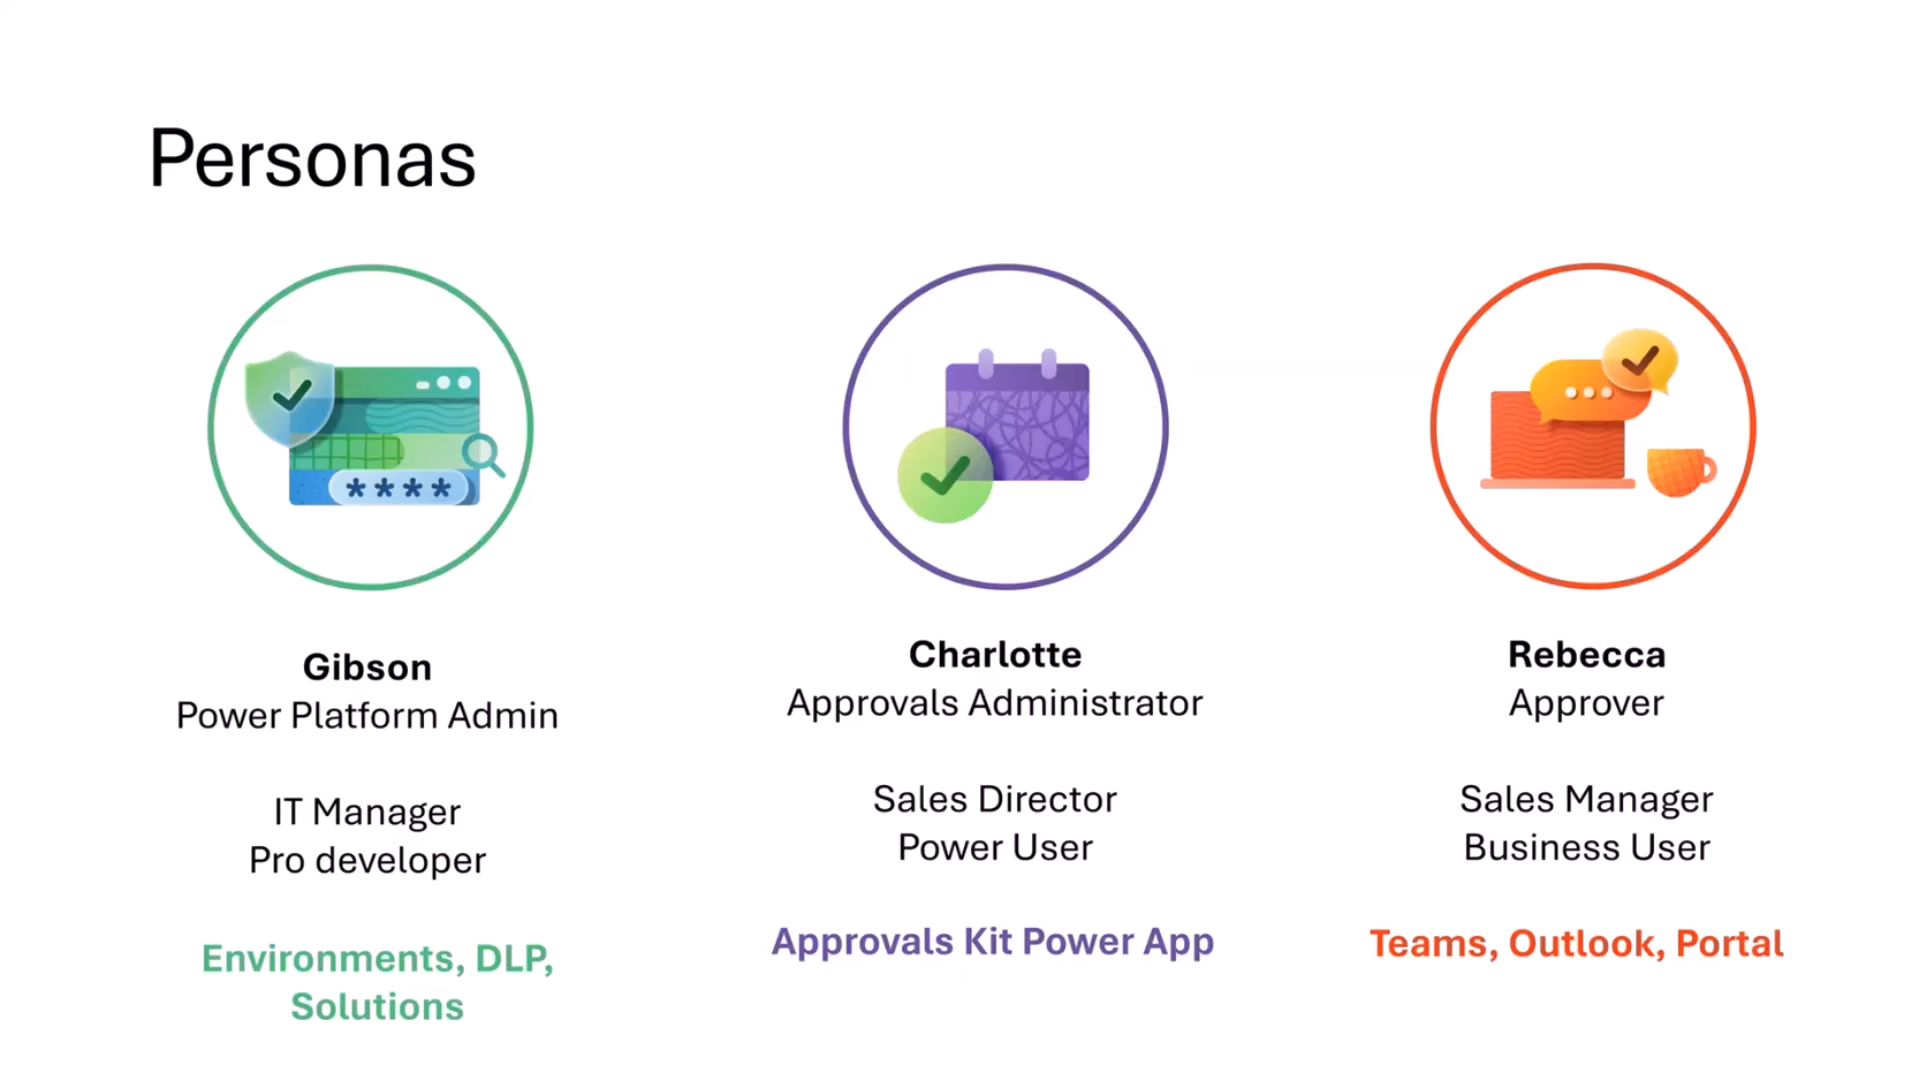 Personas
****
Gibson
Power Platform Admin
IT Manager
Pro developer
Environments, DLP,
Solutions
Charlotte
Approvals Administrator
Sales Director
Power User
Approvals Kit Power App
Rebecca
Approver
Sales Manager
Business User
Teams, Outlook, Portal